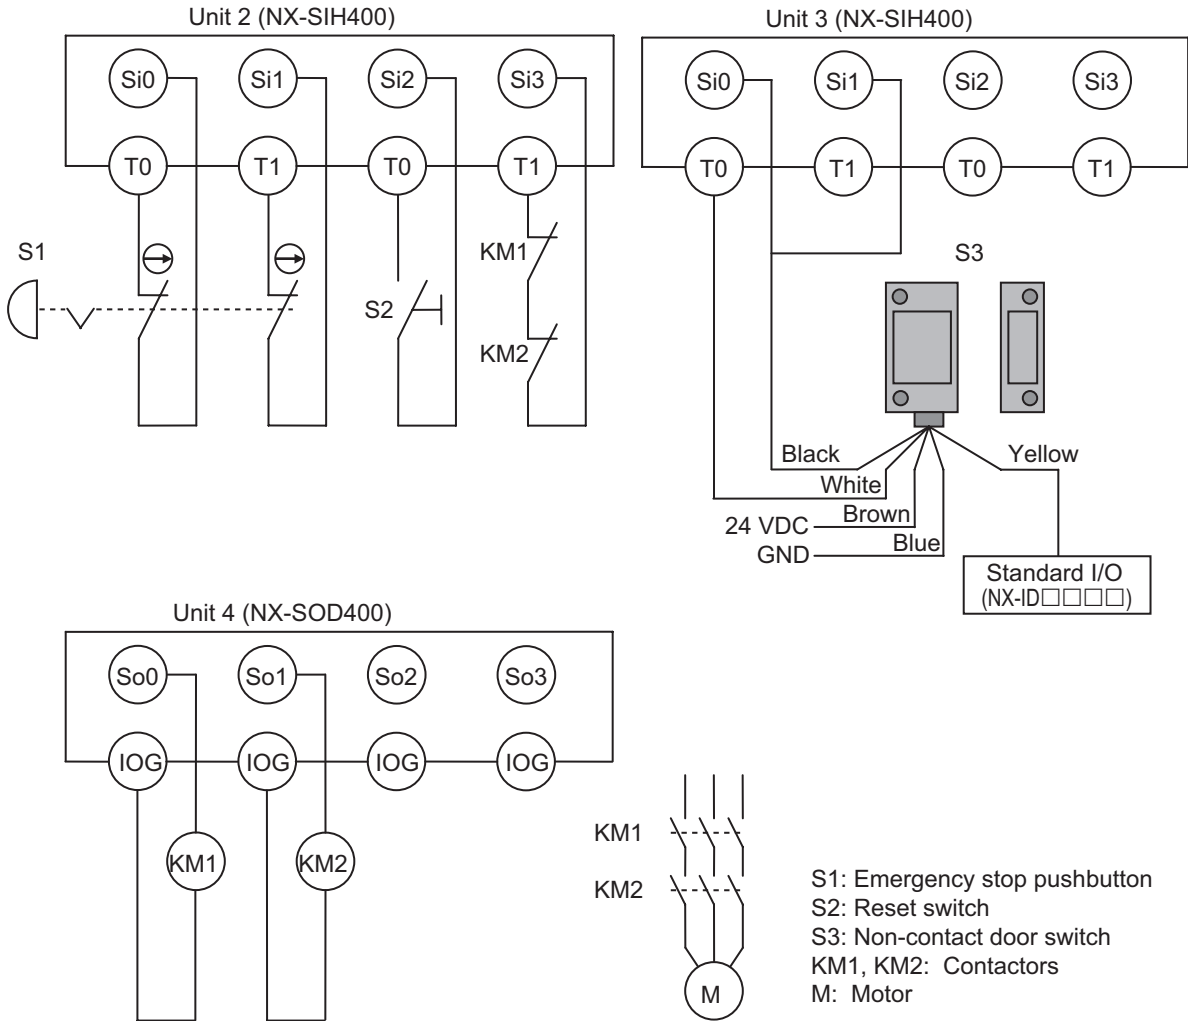 Unit 2 (NX-SIH400)
Si0 Si1 Si2 Si3
T0 T1 T0 T1
S1
S2
KM1
KM2
Unit 3 (NX-SIH400)
Si0 Si1 Si2 Si3
T0 T1 T0 T1
S3
Black
Yellow
White
24 VDC
Brown
GND
Blue
Standard I/O
(NX-ID□□□□)
Unit 4 (NX-SOD400)
So0 So1 So2 So3
IOG IOG IOG IOG
KM1 KM2
KM1
KM2
M
S1: Emergency stop pushbutton
S2: Reset switch
S3: Non-contact door switch
KM1, KM2: Contactors
M: Motor